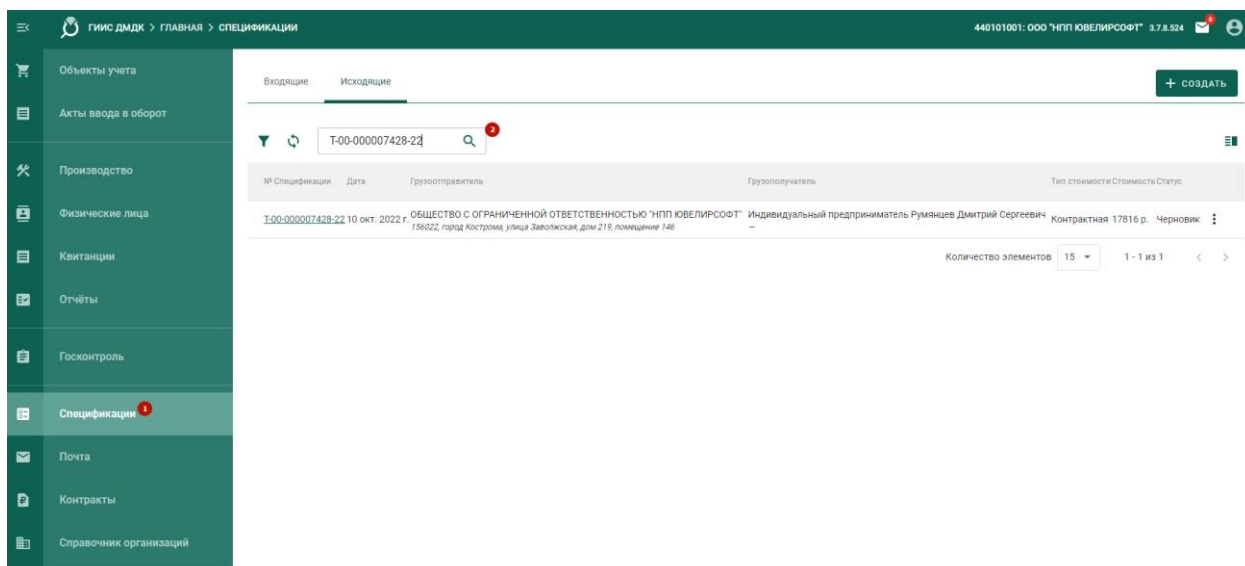 ГИИС ДМДК > ГЛАВНАЯ > СПЕЦИФИКАЦИИ
440101001: ООО "НПП ЮВЕЛИРСОФТ" 3.7.8.524 6
Объекты учета
Акты ввода в оборот
Производство
Физические лица
Квитанции
Отчёты
Госконтроль
Спецификации 1
Почта
Контракты
Справочник организаций
Входящие Исходящие
+ СОЗДАТЬ
T-00-000007428-22 2
№ Спецификации Дата Грузоотправитель Грузополучатель Тип стоимости Стоимость Статус
T-00-000007428-22 10 окт. 2022 г. ОБЩЕСТВО С ОГРАНИЧЕННОЙ ОТВЕТСТВЕННОСТЬЮ "НПП ЮВЕЛИРСОФТ" Индивидуальный предприниматель Румянцев Дмитрий Сергеевич Контрактная 17816 р. Черновик
156022, город Кострома, улица Заволжская, дом 219, помещение 146 –
Количество элементов 15 1 - 1 из 1 < >